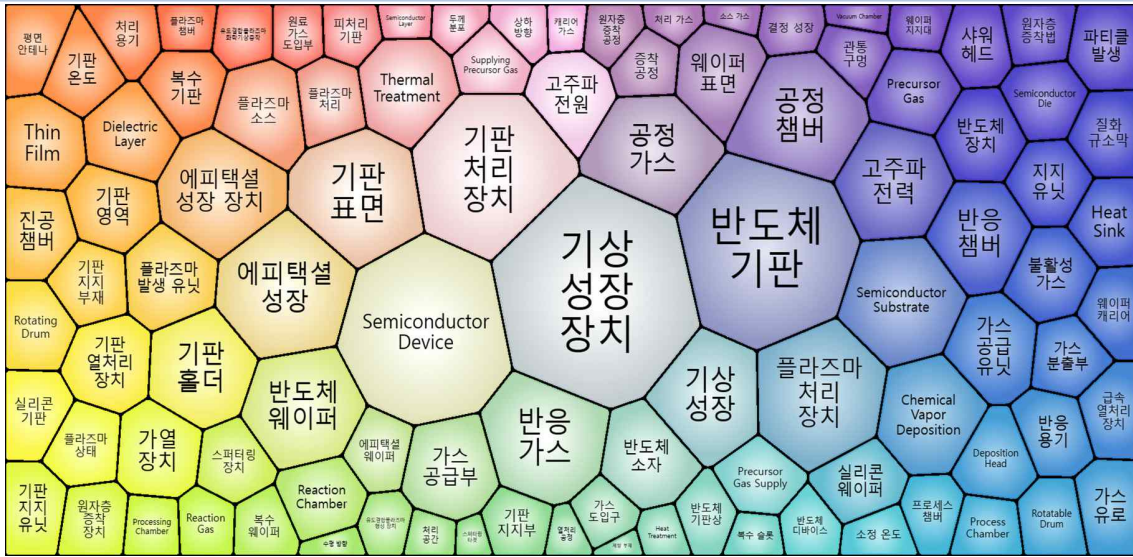 평면
안테나
기판
온도
처리
용기
플라즈마
챔버
원료
가스
도입부
피처리
기판
Semiconductor
Layer
두께
분포
상하
방향
캐리어
가스
원자층
증착
공정
처리 가스
소스 가스
결정 성장
Vacuum Chamber
웨이퍼
지지대
샤워
헤드
원자층
증착법
파티클
발생
복수
기판
플라즈마
소스
플라즈마
처리
Thermal
Treatment
Supplying
Precursor Gas
고주파
전원
증착
공정
웨이퍼
표면
관통
구멍
Precursor
Gas
Semiconductor
Die
Thin
Film
Dielectric
Layer
기판
처리
장치
공정
가스
공정
챔버
반도체
장치
질화
규소막
기판
영역
에피택셜
성장 장치
기판
표면
고주파
전력
지지
유닛
진공
챔버
기상
성장
장치
반도체
기판
반응
챔버
Heat
Sink
기판
지지
부재
플라즈마
발생 유닛
에피택셜
성장
불활성
가스
Rotating
Drum
Semiconductor
Device
Semiconductor
Substrate
웨이퍼
캐리어
기판
열처리
장치
기판
홀더
가스
공급
유닛
가스
분출부
반도체
웨이퍼
기상
성장
플라즈마
처리
장치
실리콘
기판
Chemical
Vapor
Deposition
급속
열처리
장치
플라즈마
상태
가열
장치
스퍼터링
장치
에피택셜
웨이퍼
가스
공급부
반응
가스
반도체
소자
반응
용기
Deposition
Head
Precursor
Gas Supply
실리콘
웨이퍼
기판
지지
유닛
원자층
증착
장치
Processing
Chamber
Reaction
Gas
복수
웨이퍼
Reaction
Chamber
수평 방향
처리
공간
기판
지지부
열처리
공정
가스
도입구
Heat
Treatment
반도체
기판상
복수 슬롯
반도체
디바이스
소정 온도
프로세스
챔버
Process
Chamber
Rotatable
Drum
가스
유로